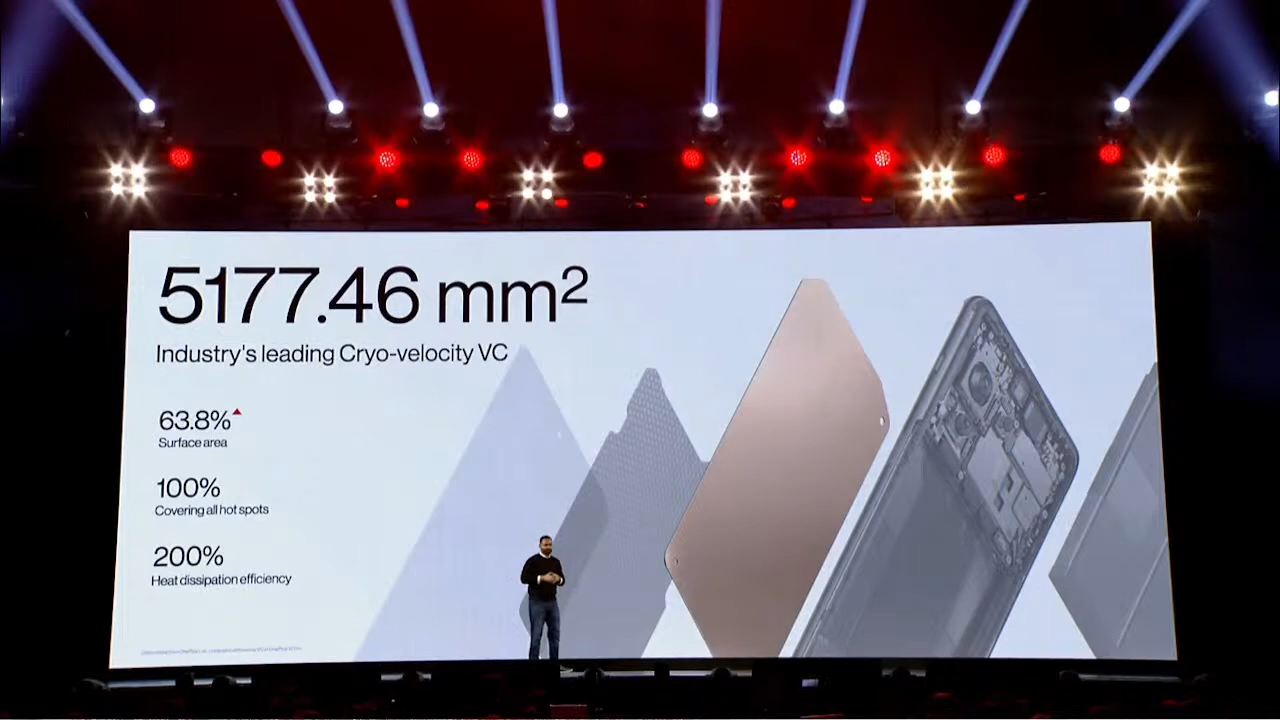 5177.46 mm²
Industry's leading Cryo-velocity VC
63.8%
Surface area
100%
Covering all hot spots
200%
Heat dissipation efficiency